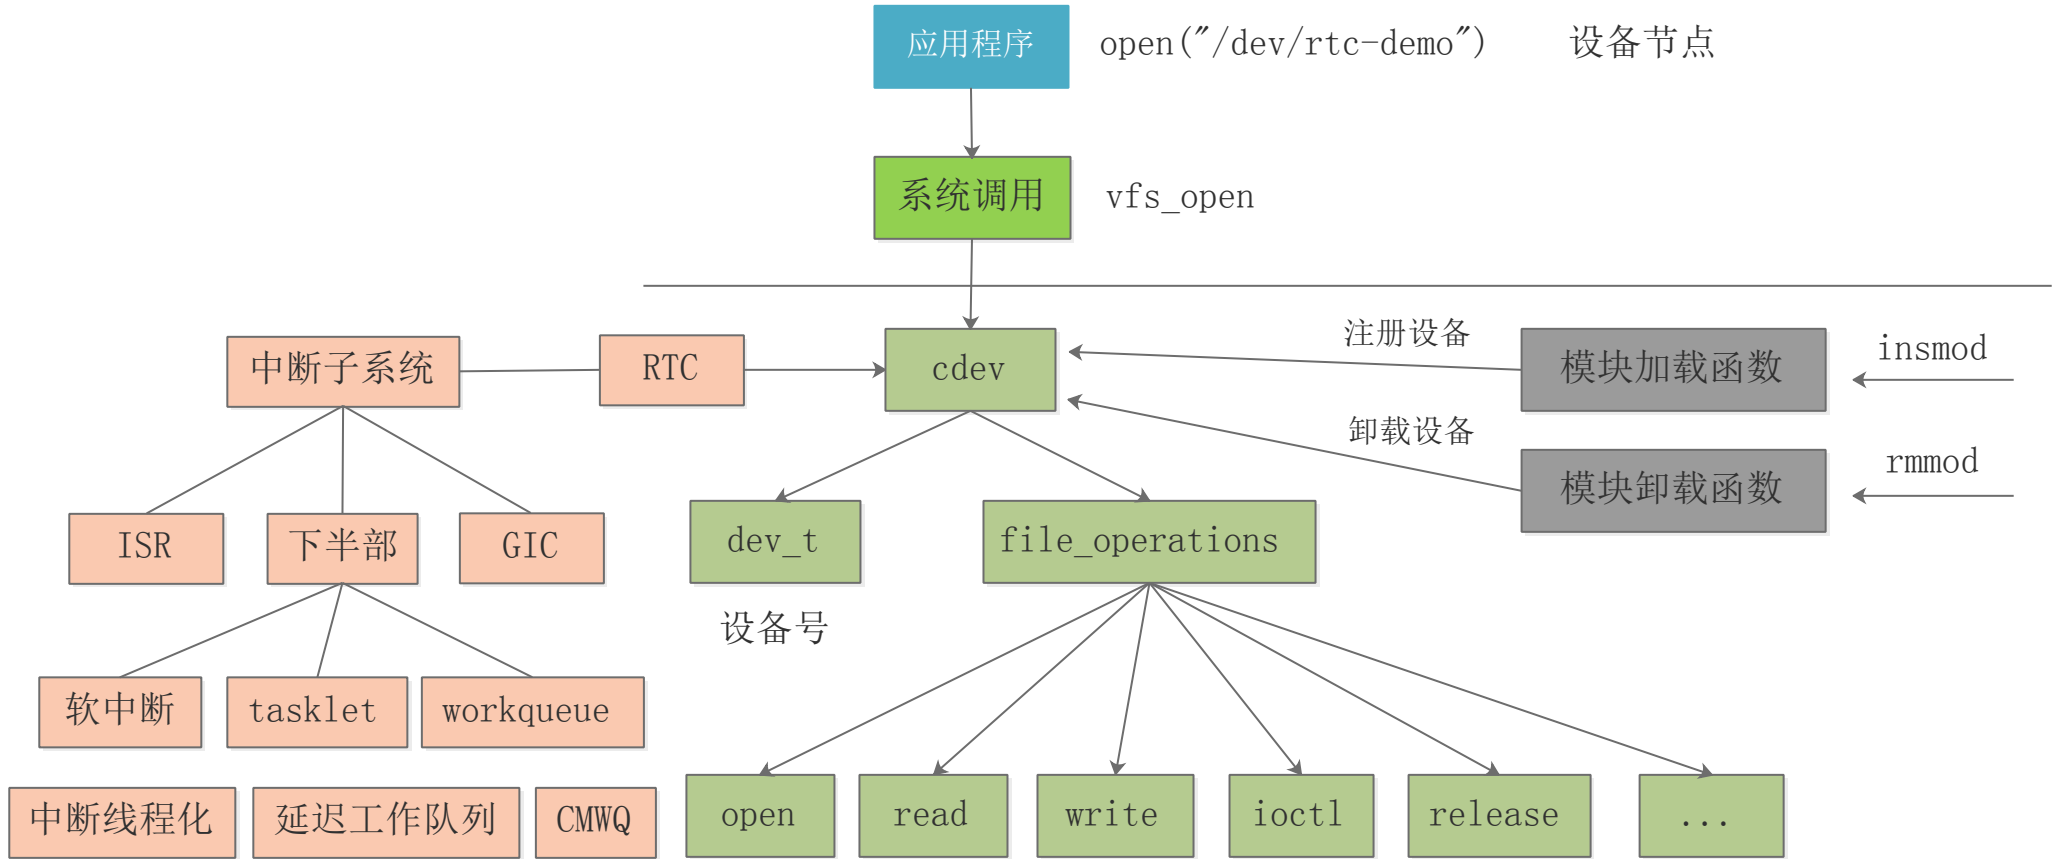 应用程序 open("/dev/rtc-demo") 设备节点
系统调用 vfs_open
中断子系统 RTC cdev 注册设备 模块加载函数 insmod
卸载设备 模块卸载函数 rmmod
ISR 下半部 GIC dev_t file_operations
设备号
软中断 tasklet workqueue
中断线程化 延迟工作队列 CMWQ open read write ioctl release ...